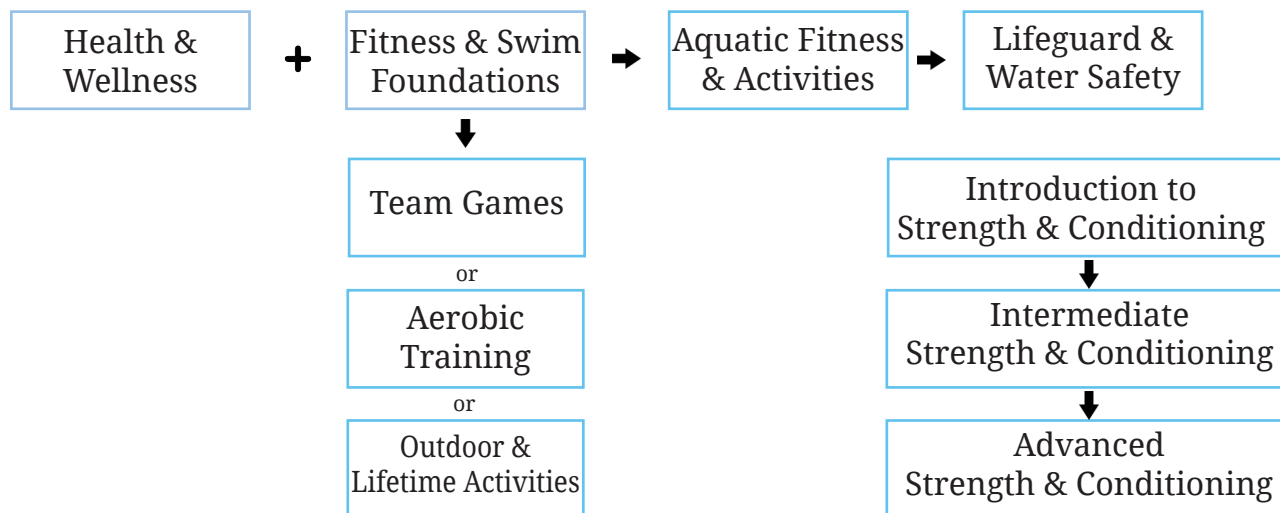 Health &
Wellness
+
Fitness & Swim
Foundations
Aquatic Fitness
& Activities
Lifeguard &
Water Safety
Team Games
or
Aerobic
Training
or
Outdoor &
Lifetime Activities
Introduction to
Strength & Conditioning
Intermediate
Strength & Conditioning
Advanced
Strength & Conditioning